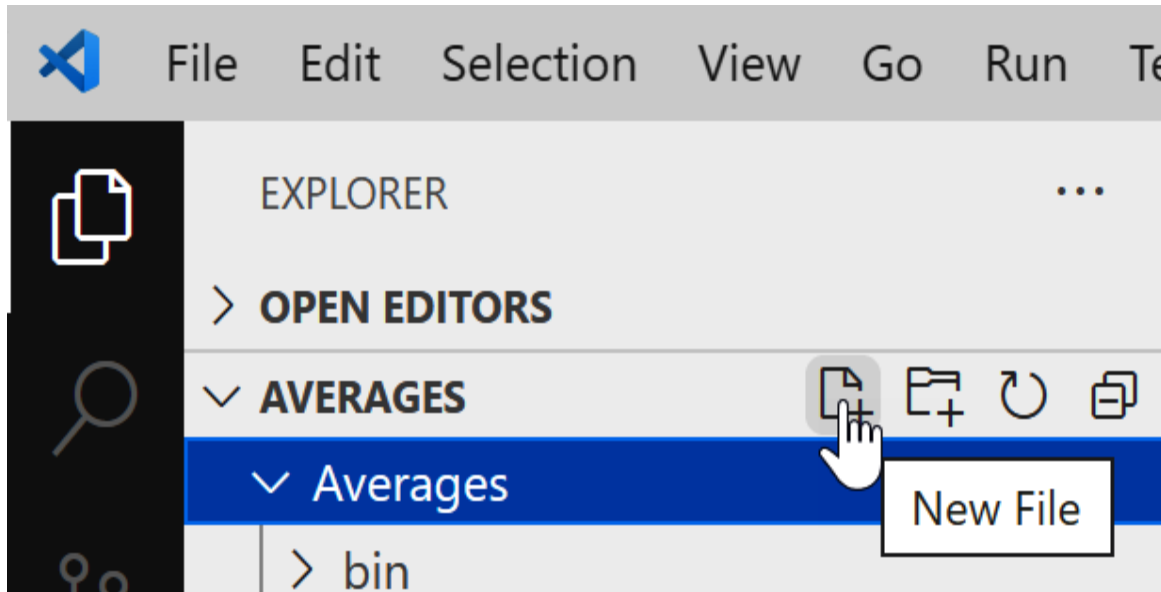 File Edit Selection View Go Run
EXPLORER ...
OPEN EDITORS
AVERAGES
Averages
New File
bin